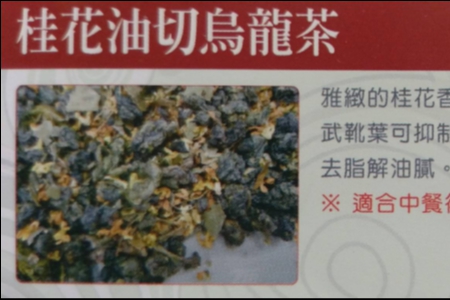 桂花油切烏龍茶
雅緻的桂花香
武靴葉可抑制
去脂解油膩。
※ 適合中餐